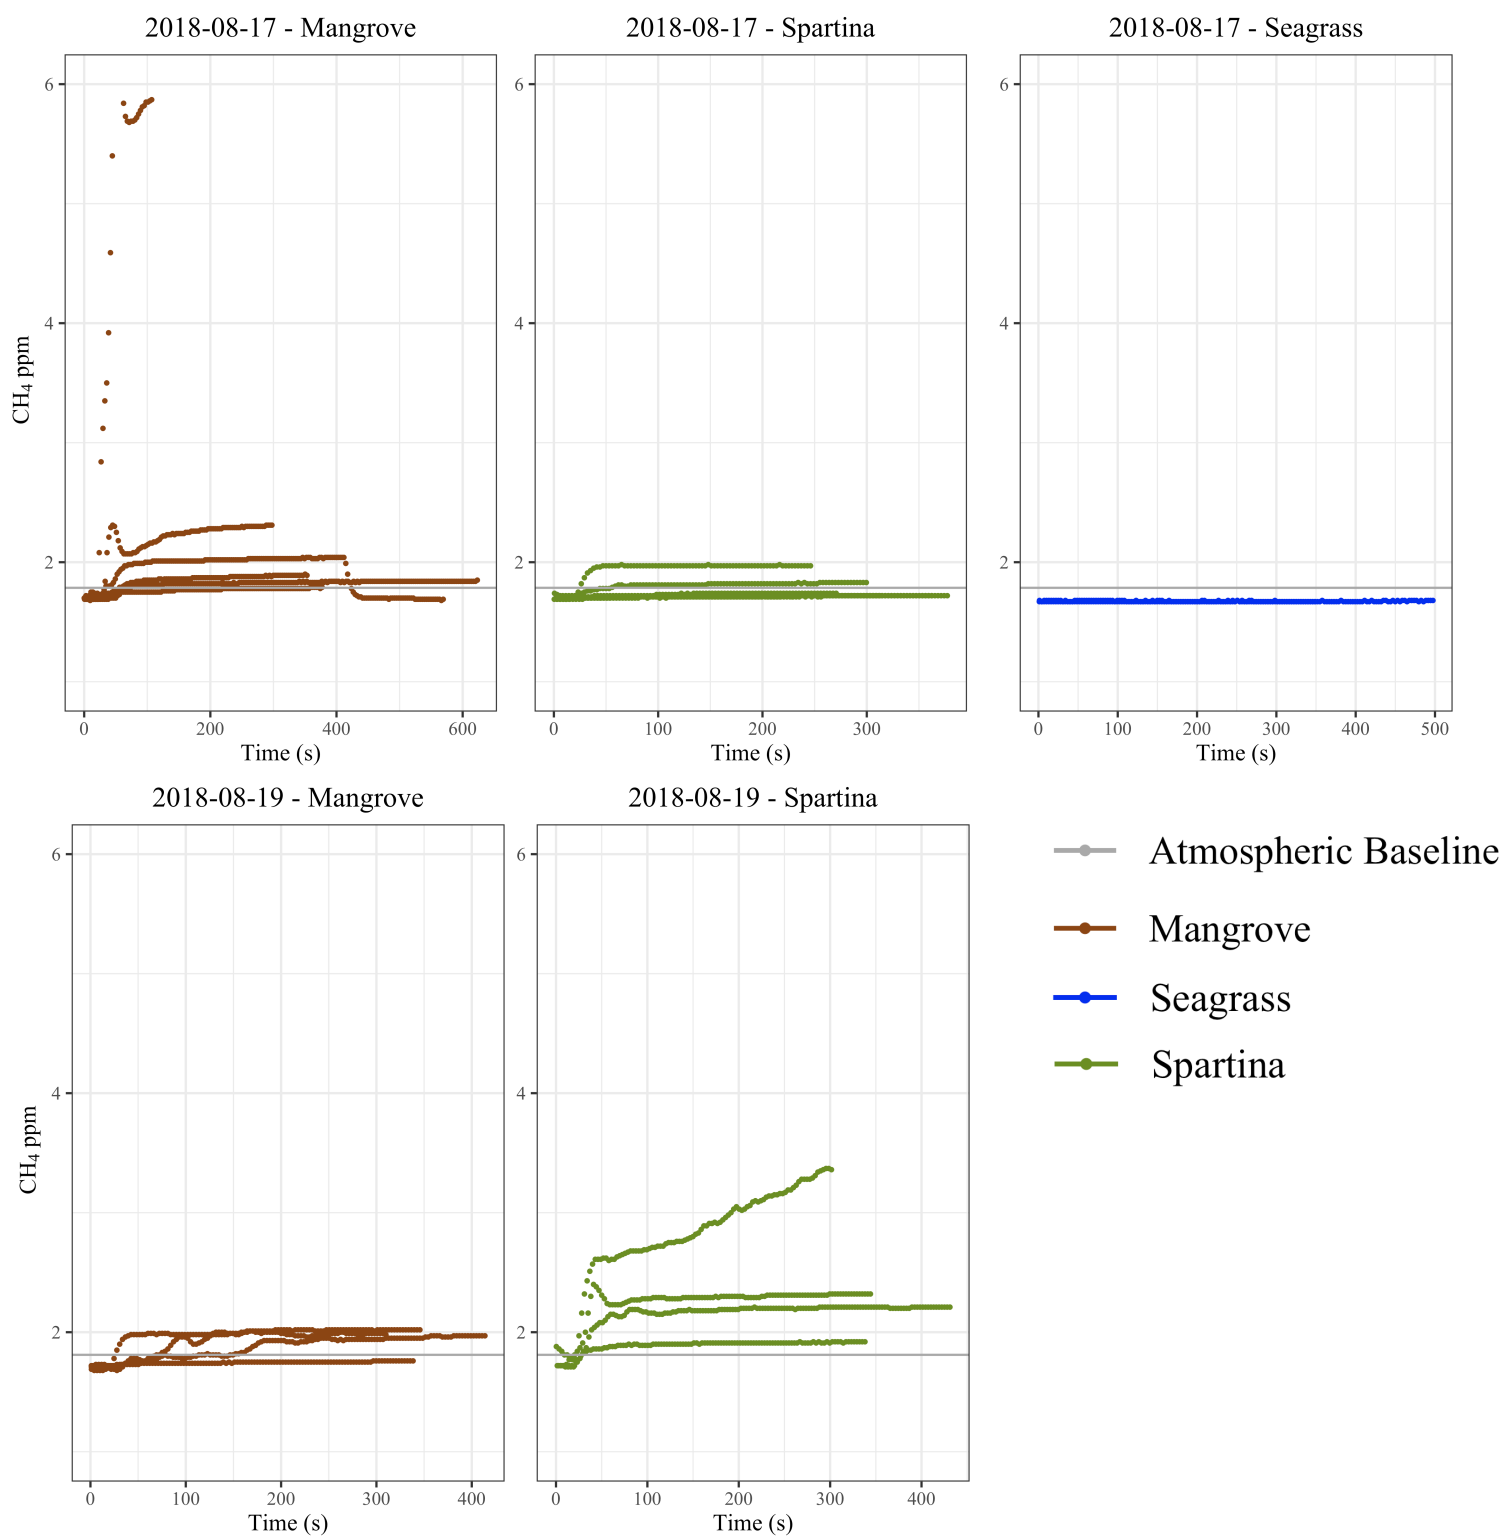 2018-08-17 - Mangrove
2018-08-17 - Spartina
2018-08-17 - Seagrass
CH₄ ppm
6
4
2
0 200 400 600
Time (s)
6
4
2
0 100 200 300
Time (s)
6
4
2
0 100 200 300 400 500
Time (s)
2018-08-19 - Mangrove
2018-08-19 - Spartina
CH₄ ppm
6
4
2
0 100 200 300 400
Time (s)
6
4
2
0 100 200 300 400
Time (s)
Atmospheric Baseline
Mangrove
Seagrass
Spartina